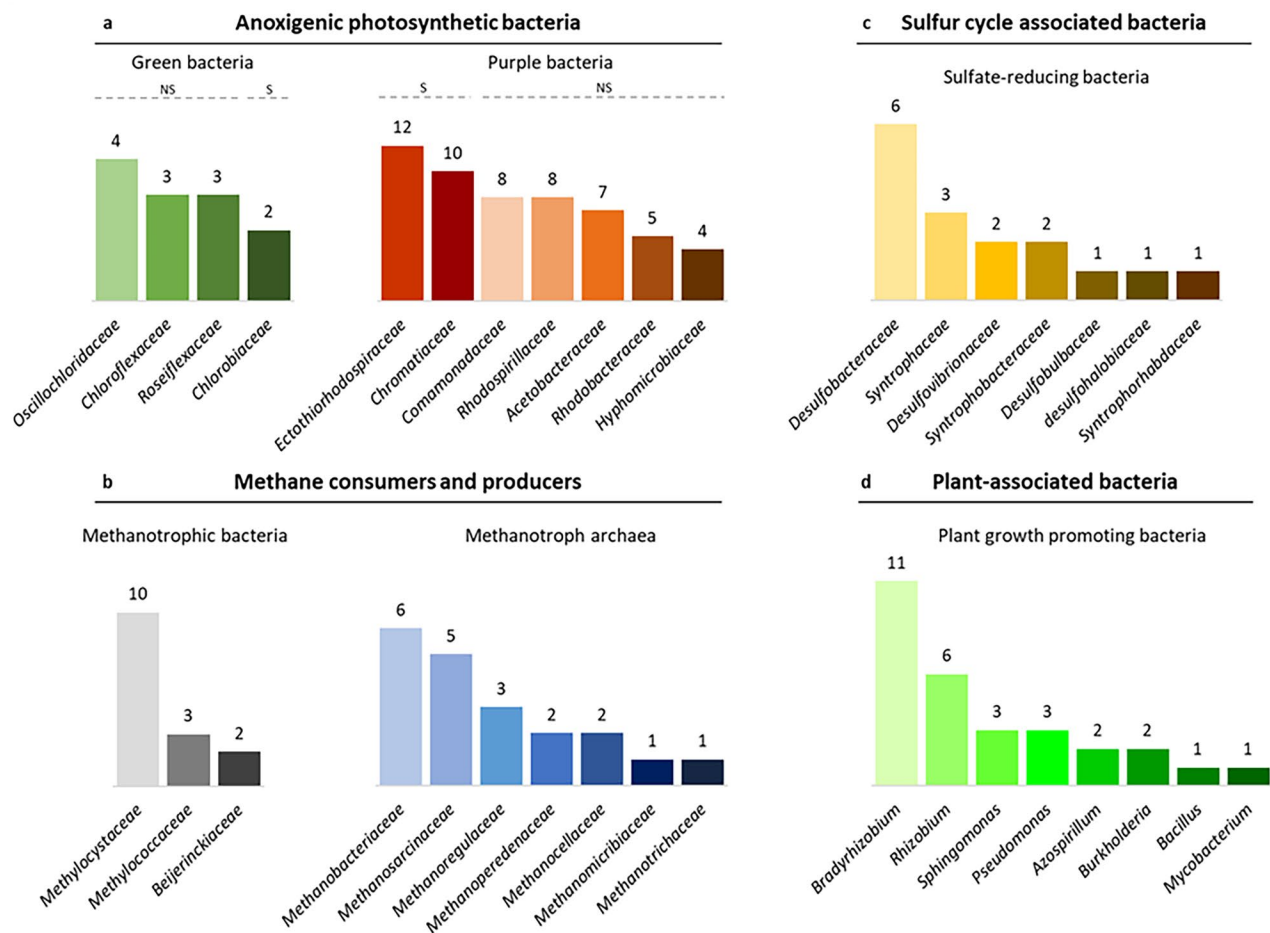 a Anoxigenic photosynthetic bacteria
Green bacteria
NS S
4
3
3
2
Oscillochloridaceae
Chloroflexaceae
Roseiflexaceae
Chlorobiaceae
Purple bacteria
S NS
12
10
8
8
7
5
4
Ectothiorhodospiraceae
Chromatiaceae
Comamonadaceae
Rhodospirillaceae
Acetobacteraceae
Rhodobacteraceae
Hyphomicrobiaceae
c Sulfur cycle associated bacteria
Sulfate-reducing bacteria
6
3
2
2
1
1
1
Desulfobacteraceae
Syntrophaceae
Desulfovibrionaceae
Syntrophobacteraceae
Desulfobulbaceae
desulfohalobiaceae
Syntrophorhabdaceae
b Methane consumers and producers
Methanotrophic bacteria
10
3
2
Methylocystaceae
Methylococcaceae
Beijerinckiaceae
Methanotroph archaea
6
5
3
2
2
1
1
Methanobacteriaceae
Methanosarcinaceae
Methanoregulaceae
Methanoperedenaceae
Methanocellaceae
Methanomicribiaceae
Methanotrichaceae
d Plant-associated bacteria
Plant growth promoting bacteria
11
6
3
3
2
2
1
1
Bradyrhizobium
Rhizobium
Sphingomonas
Pseudomonas
Azospirillum
Burkholderia
Bacillus
Mycobacterium